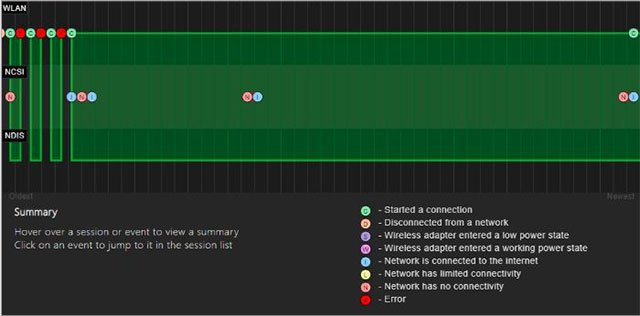 WLAN
C C C C C
NCSI
N I N I N I N I
NDIS
Oldest Newest
Summary
Hover over a session or event to view a summary
Click on an event to jump to it in the session list
C - Started a connection
D - Disconnected from a network
S - Wireless adapter entered a low power state
W - Wireless adapter entered a working power state
I - Network is connected to the internet
L - Network has limited connectivity
N - Network has no connectivity
- Error